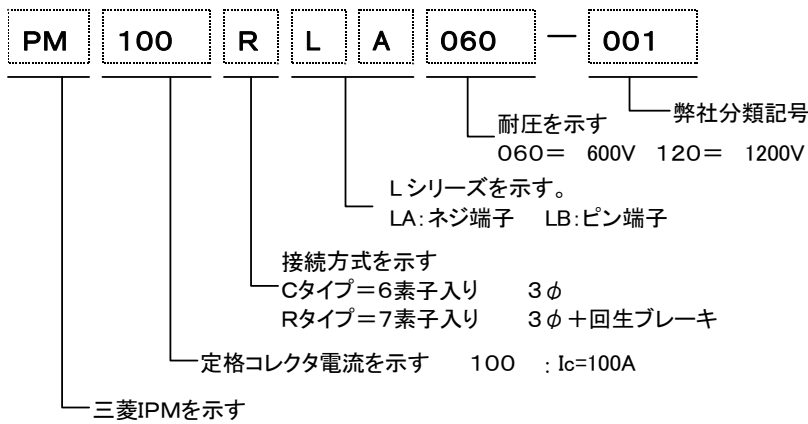 PM 100 R L A 060 － 001
弊社分類記号
耐圧を示す
060＝ 600V 120＝ 1200V
Lシリーズを示す。
LA：ネジ端子 LB：ピン端子
接続方式を示す
Cタイプ＝6素子入り 3φ
Rタイプ＝7素子入り 3φ＋回生ブレーキ
定格コレクタ電流を示す 100 ：Ic=100A
三菱IPMを示す